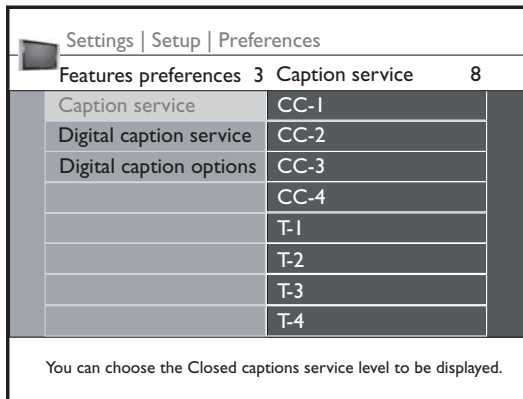 Settings | Setup | Preferences
Features preferences 3 Caption service 8
Caption service CC-1
Digital caption service CC-2
Digital caption options CC-3
CC-4
T-1
T-2
T-3
T-4
You can choose the Closed captions service level to be displayed.